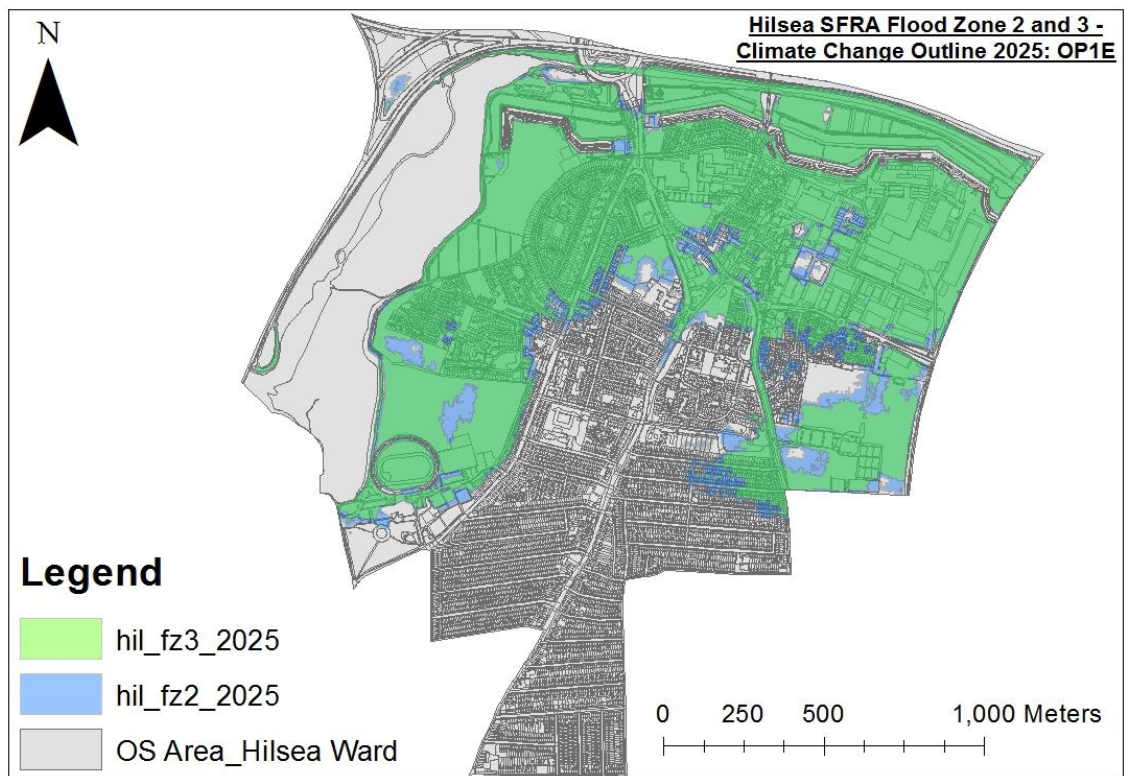 Hilsea SFRA Flood Zone 2 and 3 -
Climate Change Outline 2025: OP1E
N
Legend
hil_fz3_2025
hil_fz2_2025
OS Area_Hilsea Ward
0 250 500 1,000 Meters